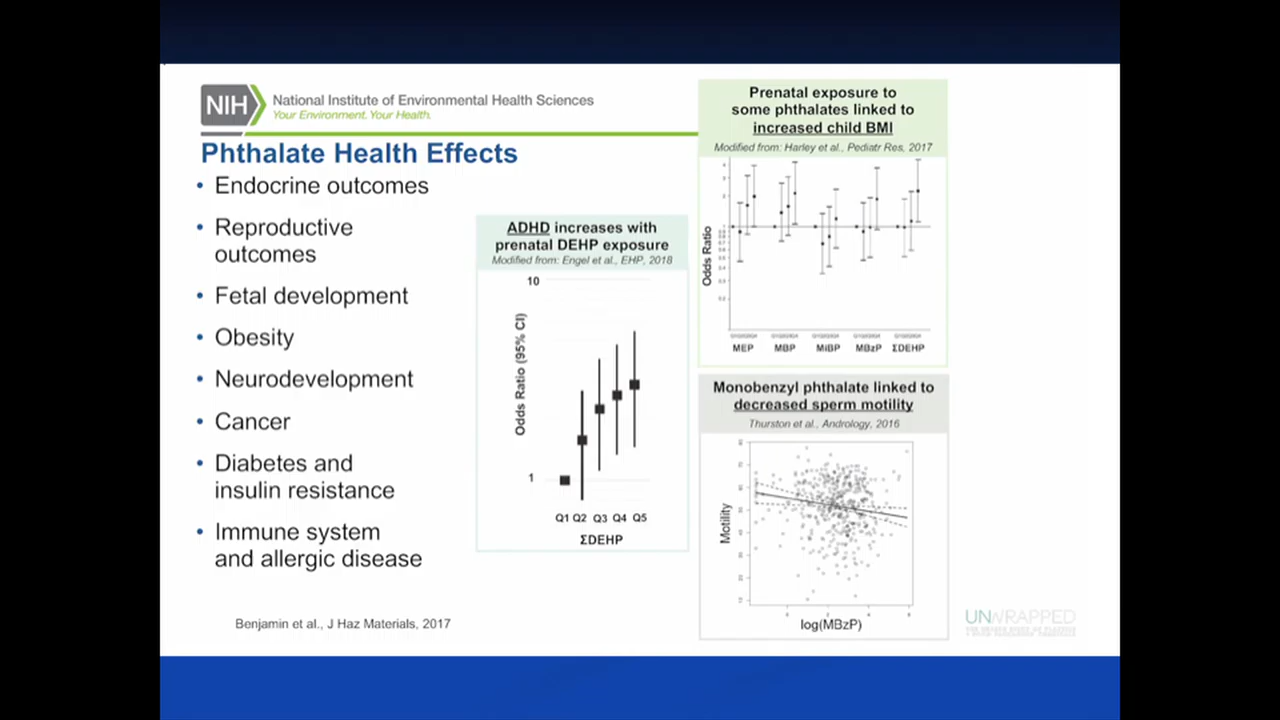 NIH National Institute of Environmental Health Sciences
Your Environment. Your Health.
Phthalate Health Effects
• Endocrine outcomes
• Reproductive
outcomes
• Fetal development
• Obesity
• Neurodevelopment
• Cancer
• Diabetes and
insulin resistance
• Immune system
and allergic disease
Benjamin et al., J Haz Materials, 2017
ADHD increases with
prenatal DEHP exposure
Modified from: Engel et al., EHP, 2018
10
Odds Ratio (95% CI)
1
Q1 Q2 Q3 Q4 Q5
ΣDEHP
Prenatal exposure to
some phthalates linked to
increased child BMI
Modified from: Harley et al., Pediatr Res, 2017
Odds Ratio
MEP MBP MiBP MBzP ΣDEHP
Monobenzyl phthalate linked to
decreased sperm motility
Thurston et al., Andrology, 2016
Motility
log(MBzP)
UNWRAPPED